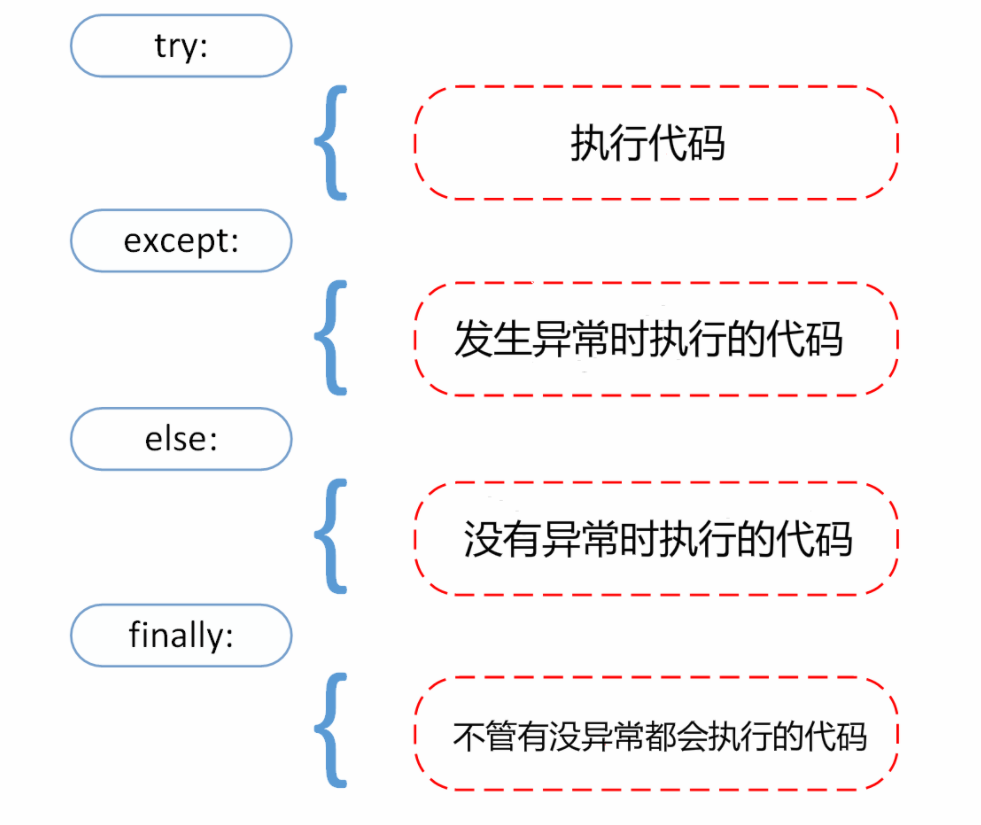 try:
执行代码
except:
发生异常时执行的代码
else:
没有异常时执行的代码
finally:
不管有没异常都会执行的代码